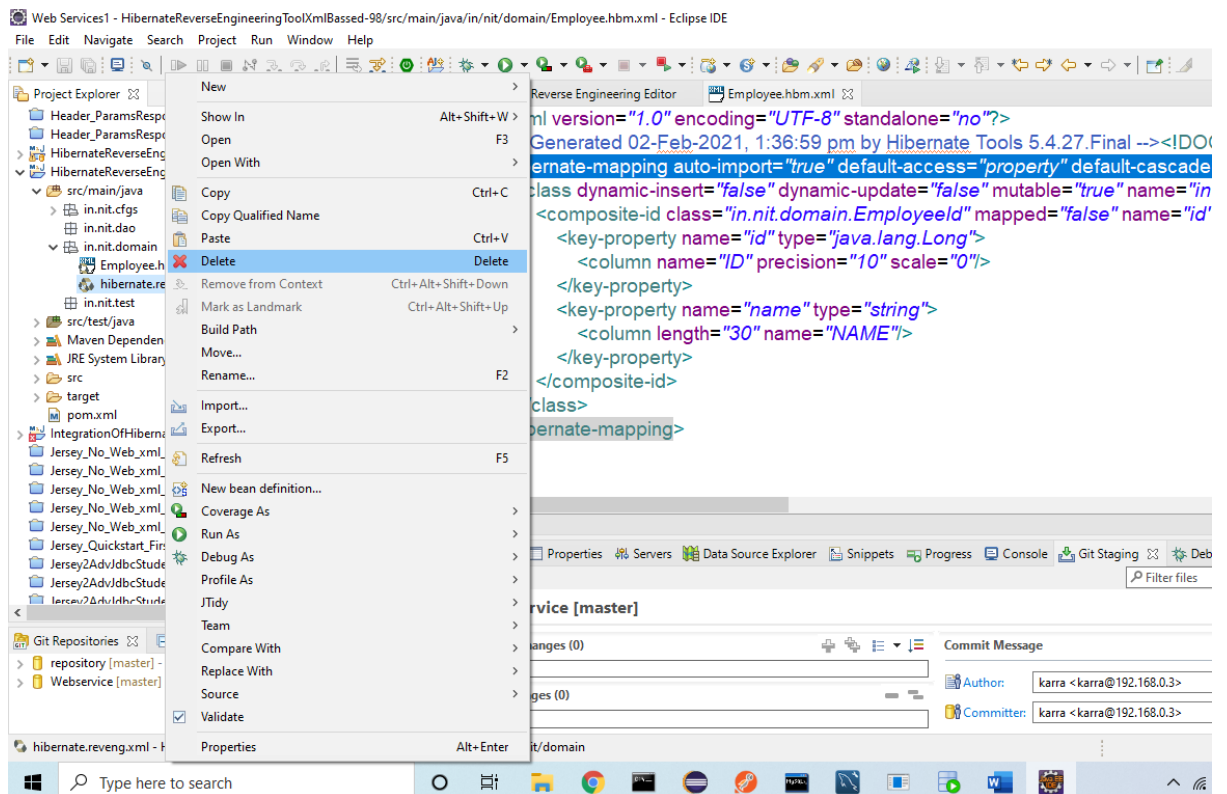 Web Services1 - HibernateReverseEngineeringToolXmlBassed-98/src/main/java/in/nit/domain/Employee.hbm.xml - Eclipse IDE
File Edit Navigate Search Project Run Window Help
Project Explorer
Reverse Engineering Editor
Employee.hbm.xml
Header_ParamsRespo
Header_ParamsRespo
HibernateReverseEng
HibernateReverseEng
src/main/java
in.nit.cfgs
in.nit.dao
in.nit.domain
Employee.h
hibernate.re
in.nit.test
src/test/java
Maven Dependen
JRE System Library
src
target
pom.xml
IntegrationOfHiberna
Jersey_No_Web_xml_
Jersey_No_Web_xml_
Jersey_No_Web_xml_
Jersey_No_Web_xml_
Jersey_No_Web_xml_
Jersey_Quickstart_Firs
Jersey2AdvJdbcStude
Jersey2AdvJdbcStude
Jersey2AdvJdbcStude
Git Repositories
repository [master] -
Webservice [master]
New
Show In Alt+Shift+W
Open F3
Open With
Copy Ctrl+C
Copy Qualified Name
Paste Ctrl+V
Delete Delete
Remove from Context Ctrl+Alt+Shift+Down
Mark as Landmark Ctrl+Alt+Shift+Up
Build Path
Move...
Rename... F2
Import...
Export...
Refresh F5
New bean definition...
Coverage As
Run As
Debug As
Profile As
JTidy
Team
Compare With
Replace With
Source
Validate
Properties Alt+Enter
ml version="1.0" encoding="UTF-8" standalone="no"?>
Generated 02-Feb-2021, 1:36:59 pm by Hibernate Tools 5.4.27.Final --><!DOC
ernate-mapping auto-import="true" default-access="property" default-cascade
class dynamic-insert="false" dynamic-update="false" mutable="true" name="in
<composite-id class="in.nit.domain.EmployeeId" mapped="false" name="id"
<key-property name="id" type="java.lang.Long">
<column name="ID" precision="10" scale="0"/>
</key-property>
<key-property name="name" type="string">
<column length="30" name="NAME"/>
</key-property>
</composite-id>
/class>
bernate-mapping>
Properties Servers Data Source Explorer Snippets Progress Console Git Staging Deb
Filter files
rvice [master]
anges (0)
Commit Message
ges (0)
Author: karra <karra@192.168.0.3>
Committer: karra <karra@192.168.0.3>
hibernate.reveng.xml - H
it/domain
Type here to search